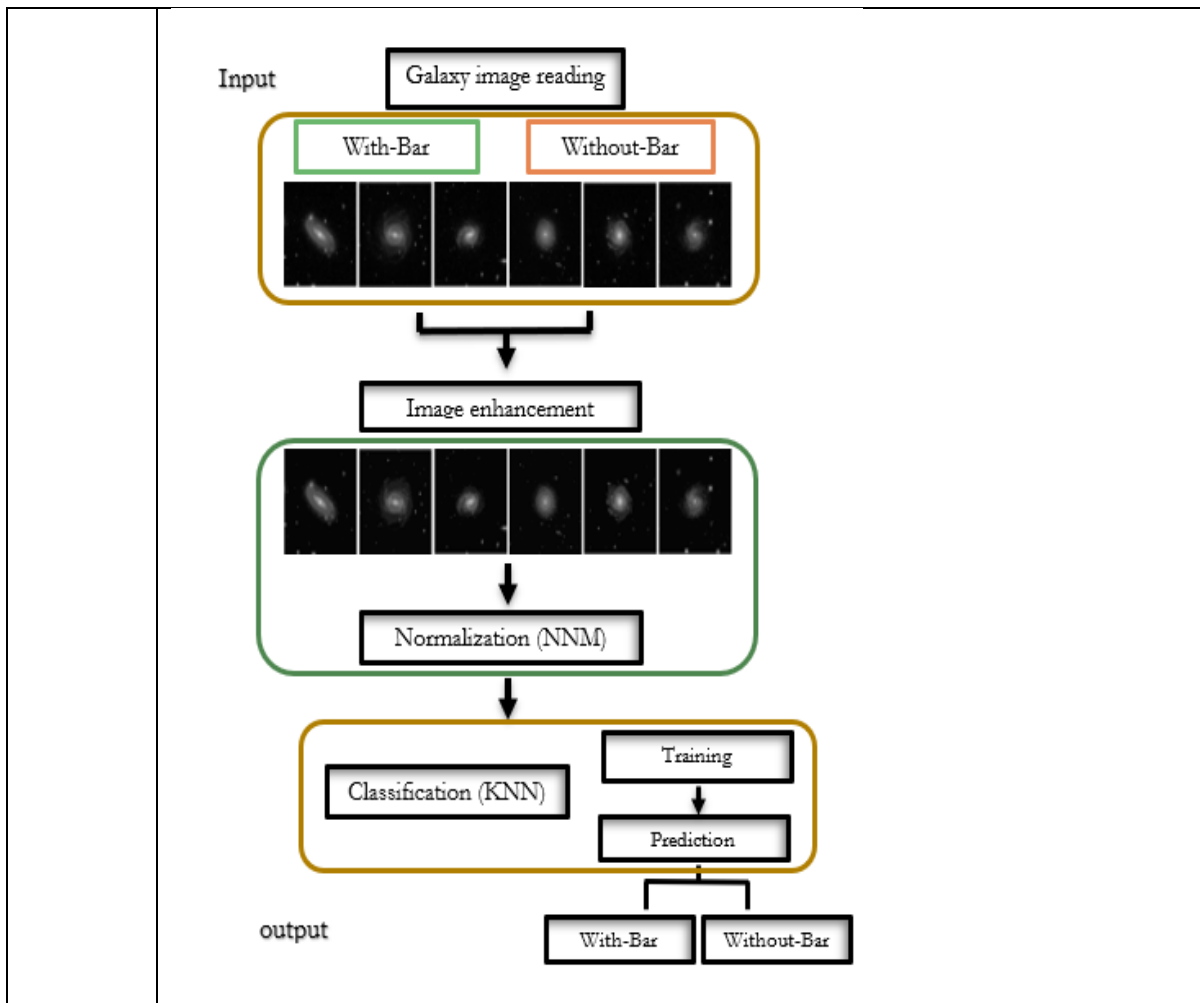 Input
Galaxy image reading
With-Bar
Without-Bar
Image enhancement
Normalization (NNM)
Classification (KNN)
Training
Prediction
output
With-Bar
Without-Bar